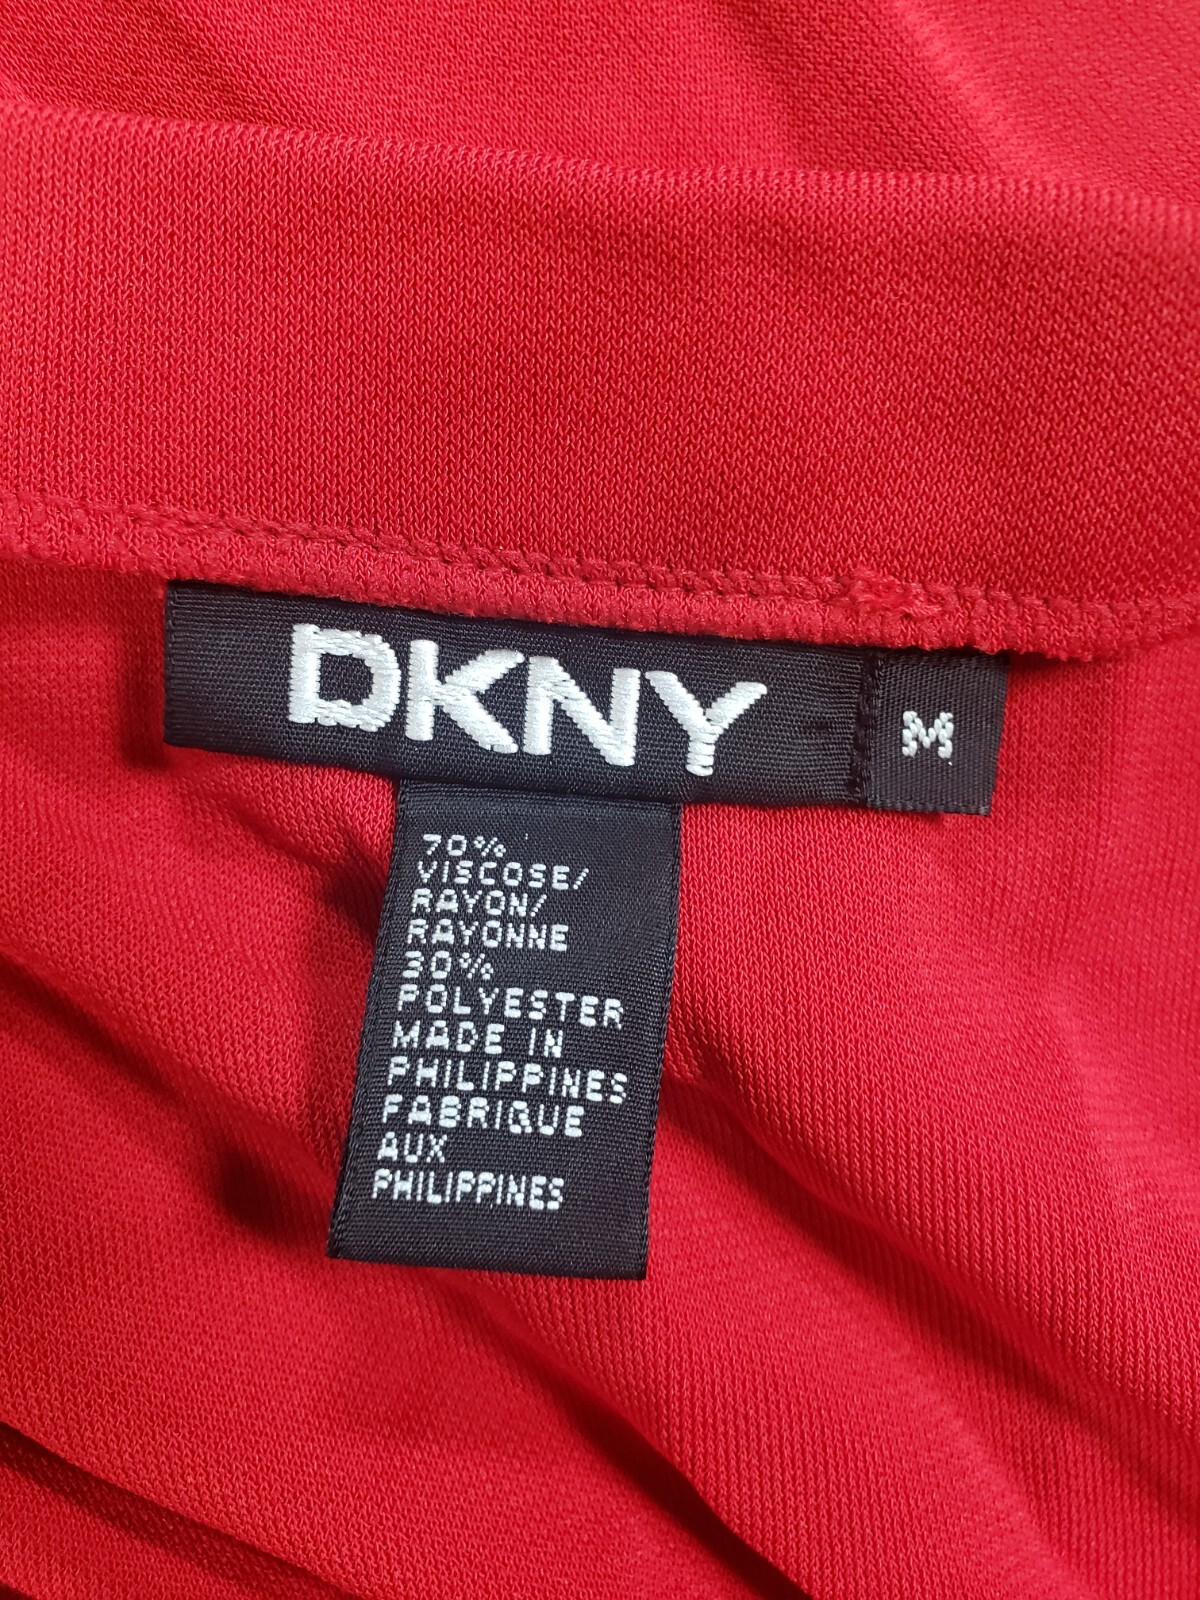 DKNY M
70%
VISCOSE/
RAYON/
RAYONNE
30%
POLYESTER
MADE IN
PHILIPPINES
FABRIQUE
AUX
PHILIPPINES